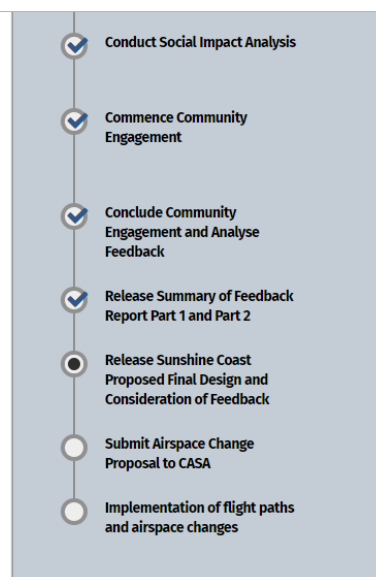 Conduct Social Impact Analysis
Commence Community
Engagement
Conclude Community
Engagement and Analyse
Feedback
Release Summary of Feedback
Report Part 1 and Part 2
Release Sunshine Coast
Proposed Final Design and
Consideration of Feedback
Submit Airspace Change
Proposal to CASA
Implementation of flight paths
and airspace changes